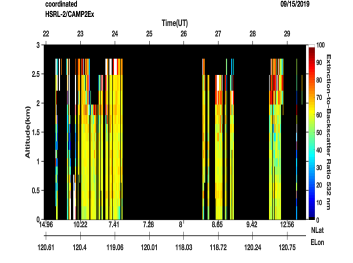 coordinated 09/15/2019
HSRL-2/CAMP2Ex
Time(UT)
22 23 24 25 26 27 28 29
3 100
90
2.5 80
70
2 60
1.5 50
40
1 30
0.5 20
10
0 0
Altitude(km)
Extinction-to-Backscatter Ratio 532 nm
14.96 10.22 7.41 7.28 8 8.66 9.42 12.56 NLat
120.61 120.4 119.06 120.01 118.03 118.72 120.24 120.75 ELon